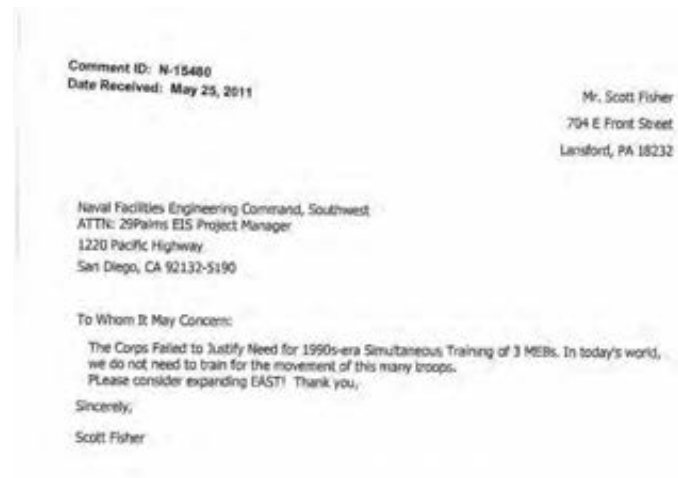 Comment ID: N-15460
Date Received: May 25, 2011
Mr. Scott Fisher
704 E Front Street
Lansford, PA 18232
Naval Facilities Engineering Command, Southwest
ATTN: 29Palms EIS Project Manager
1220 Pacific Highway
San Diego, CA 92132-5190
To Whom It May Concern:
The Corps Failed to Justify Need for 1990s-era Simultaneous Training of 3 MEBs. In today's world,
we do not need to train for the movement of this many troops.
PLease consider expanding EAST! Thank you,
Sincerely,
Scott Fisher